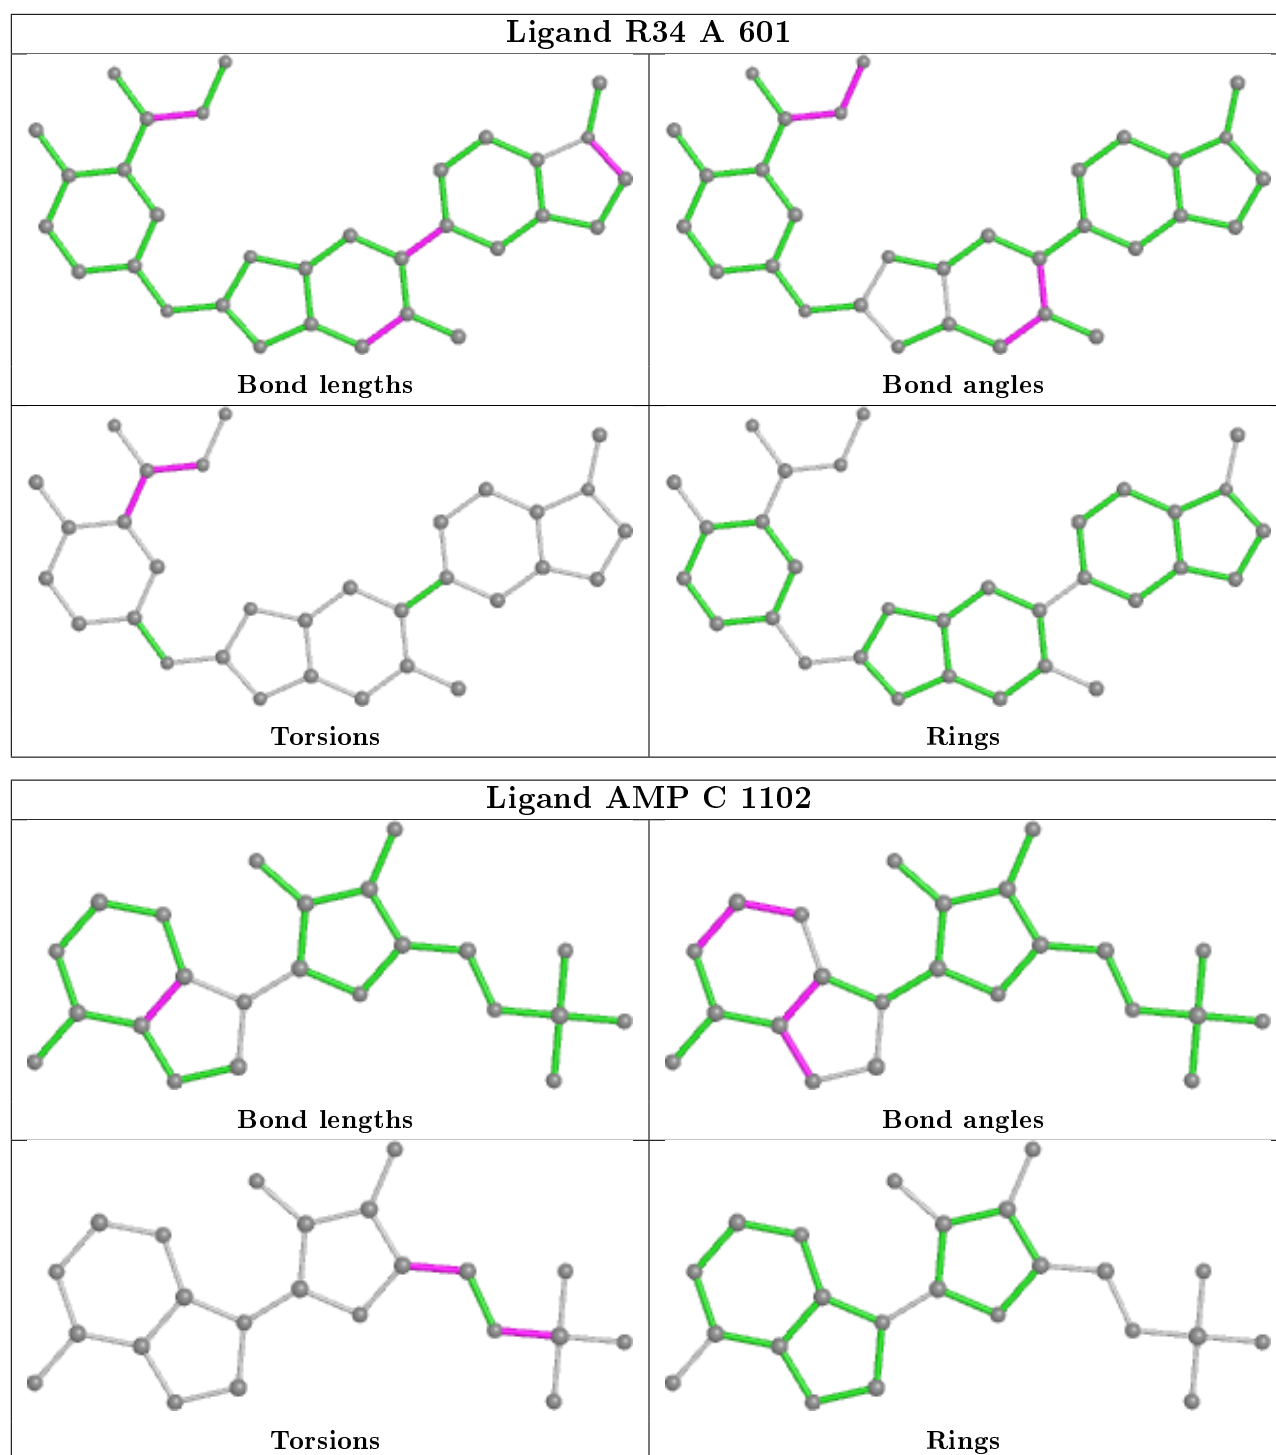 Ligand R34 A 601
Bond lengths
Bond angles
Torsions
Rings
Ligand AMP C 1102
Bond lengths
Bond angles
Torsions
Rings